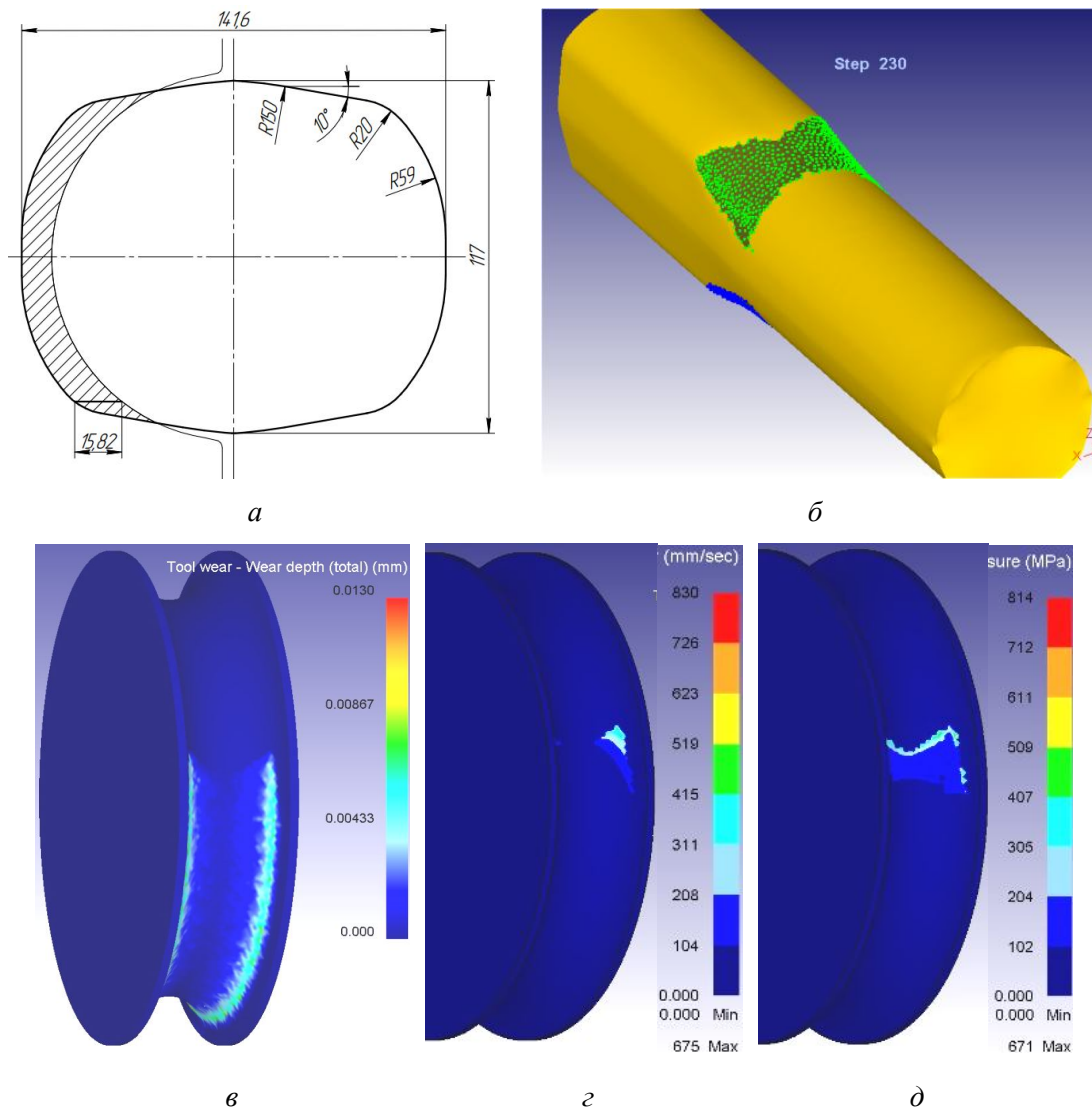 141,6
R150
10°
R20
R59
117
15,82
а
Step 230
Z
X
б
Tool wear - Wear depth (total) (mm)
0.0130
0.00867
0.00433
0.000
в
(mm/sec)
830
726
623
519
415
311
208
104
0.000
0.000 Min
675 Max
г
sure (MPa)
814
712
611
509
407
305
204
102
0.000
0.000 Min
671 Max
д